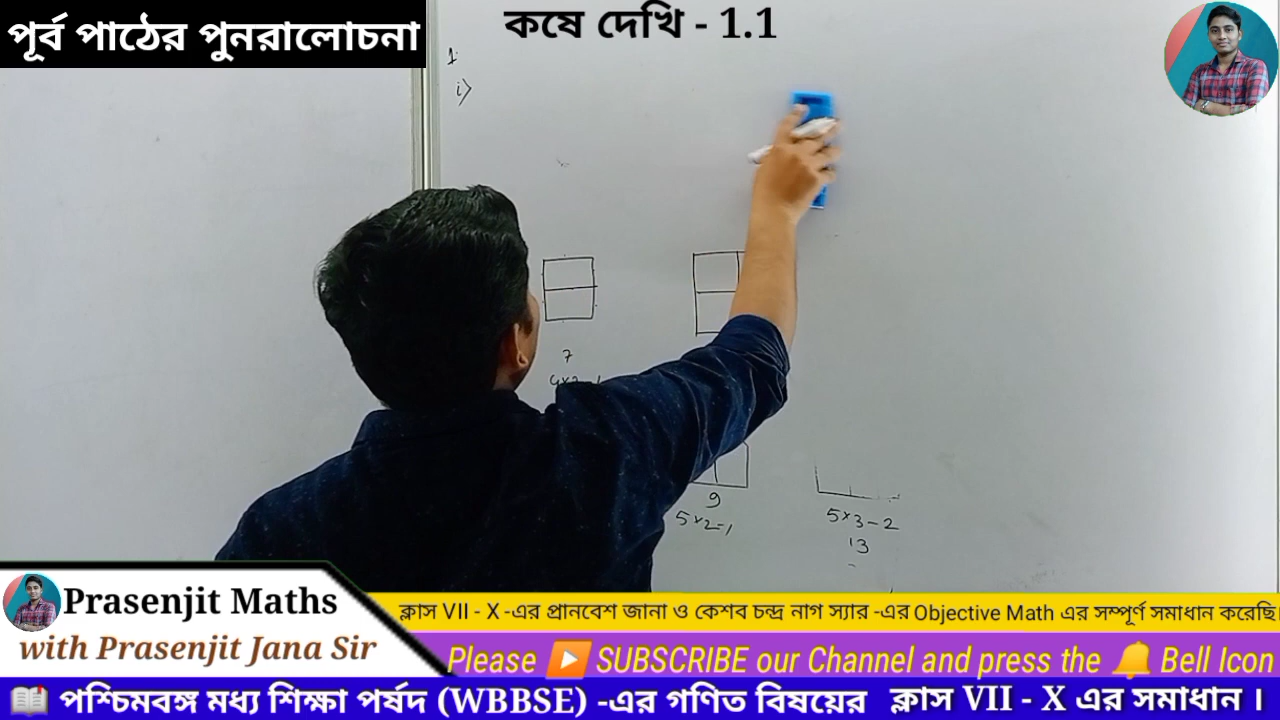 পূর্ব পাঠের পুনরালোচনা
কষে দেখি - 1.1
1.
i)
7
9
5×2-1
5×3-2
13
Prasenjit Maths
with Prasenjit Jana Sir
ক্লাস VII - X -এর প্রানবেশ জানা ও কেশব চন্দ্র নাগ স্যার -এর Objective Math এর সম্পূর্ণ সমাধান করেছি।
Please SUBSCRIBE our Channel and press the Bell Icon
পশ্চিমবঙ্গ মধ্য শিক্ষা পর্ষদ (WBBSE) -এর গণিত বিষয়ের ক্লাস VII - X এর সমাধান ।